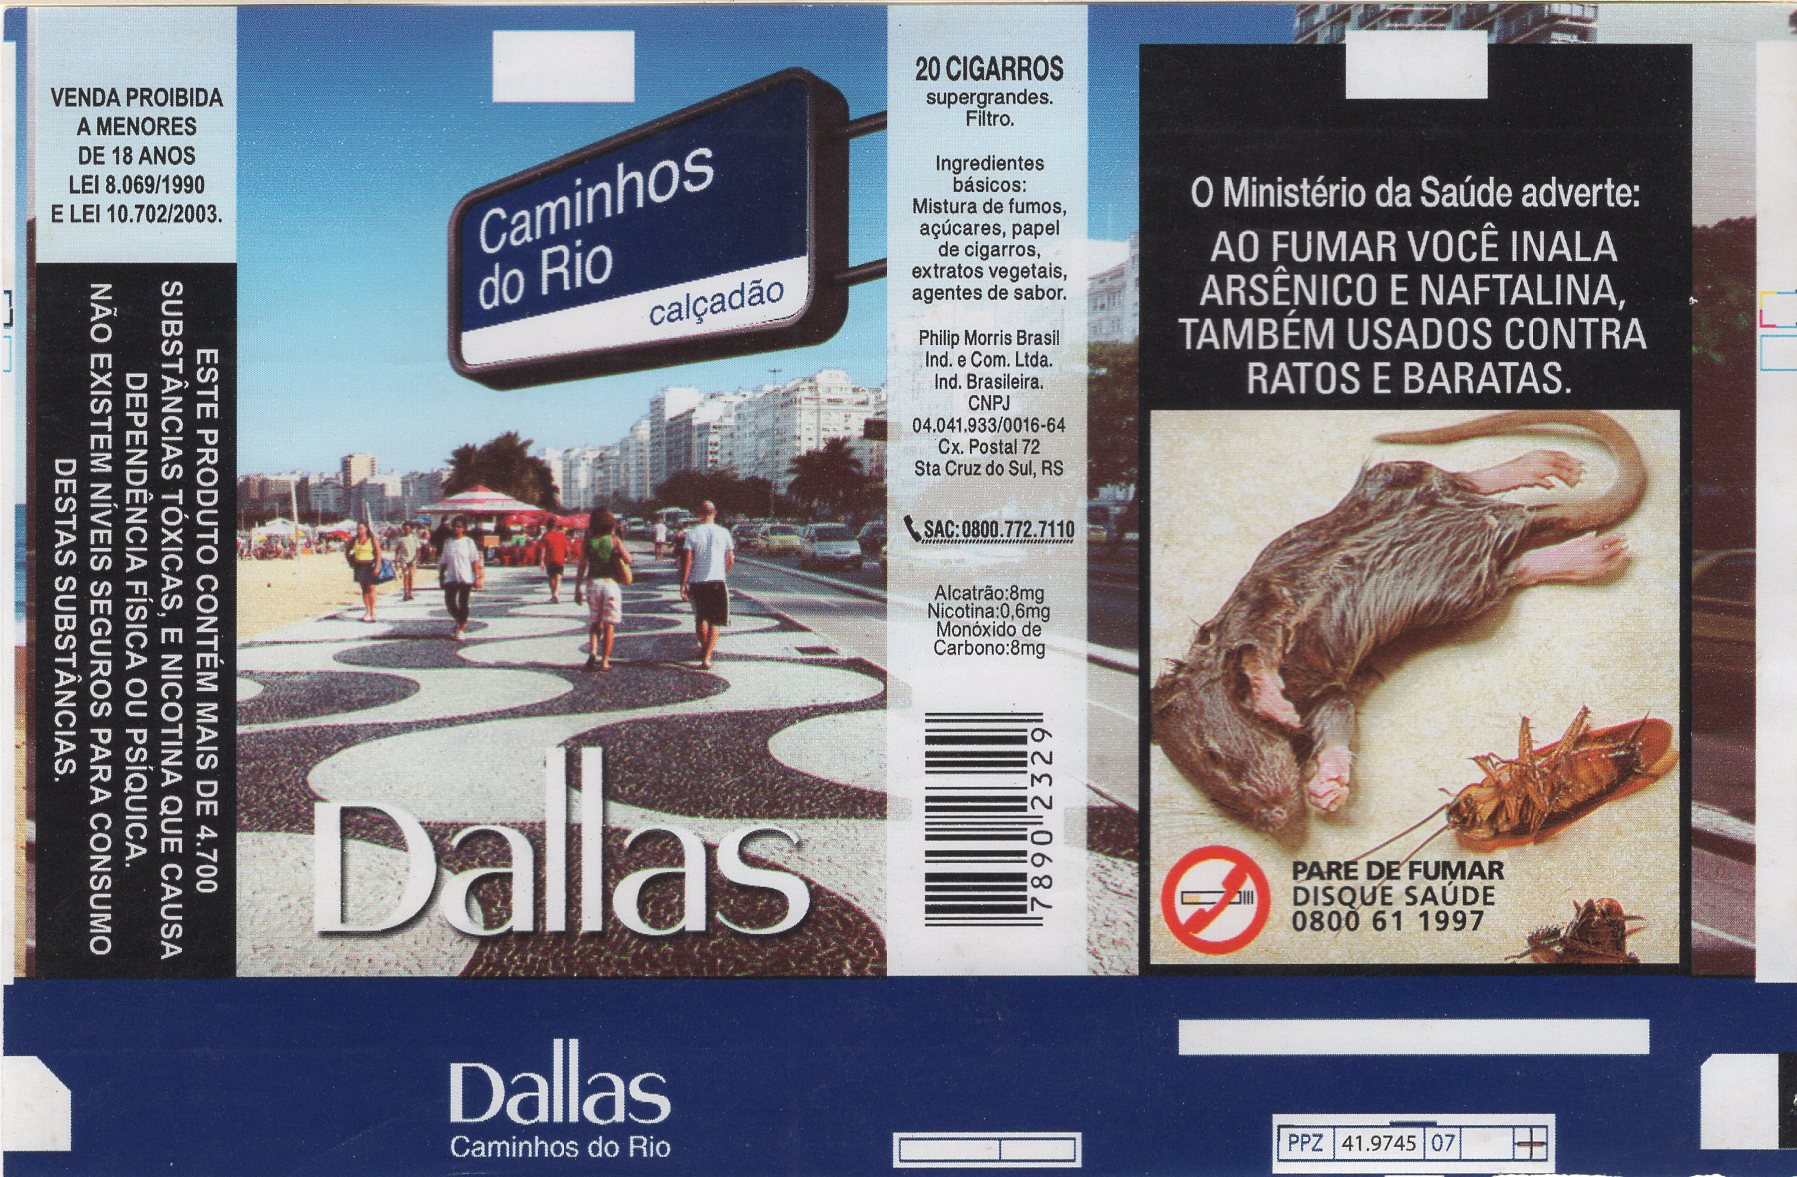 VENDA PROIBIDA
A MENORES
DE 18 ANOS
LEI 8.069/1990
E LEI 10.702/2003.
ESTE PRODUTO CONTÉM MAIS DE 4.700
SUBSTÂNCIAS TÓXICAS, E NICOTINA QUE CAUSA
DEPENDÊNCIA FÍSICA OU PSÍQUICA.
NÃO EXISTEM NÍVEIS SEGUROS PARA CONSUMO
DESTAS SUBSTÂNCIAS.
Caminhos
do Rio
calçadão
Dallas
20 CIGARROS
supergrandes.
Filtro.
Ingredientes
básicos:
Mistura de fumos,
açúcares, papel
de cigarros,
extratos vegetais,
agentes de sabor.
Philip Morris Brasil
Ind. e Com. Ltda.
Ind. Brasileira.
CNPJ
04.041.933/0016-64
Cx. Postal 72
Sta Cruz do Sul, RS
SAC: 0800.772.7110
Alcatrão:8mg
Nicotina:0,6mg
Monóxido de
Carbono:8mg
78902329
O Ministério da Saúde adverte:
AO FUMAR VOCÊ INALA
ARSÊNICO E NAFTALINA,
TAMBÉM USADOS CONTRA
RATOS E BARATAS.
PARE DE FUMAR
DISQUE SAÚDE
0800 61 1997
Dallas
Caminhos do Rio
PPZ 41.9745 07